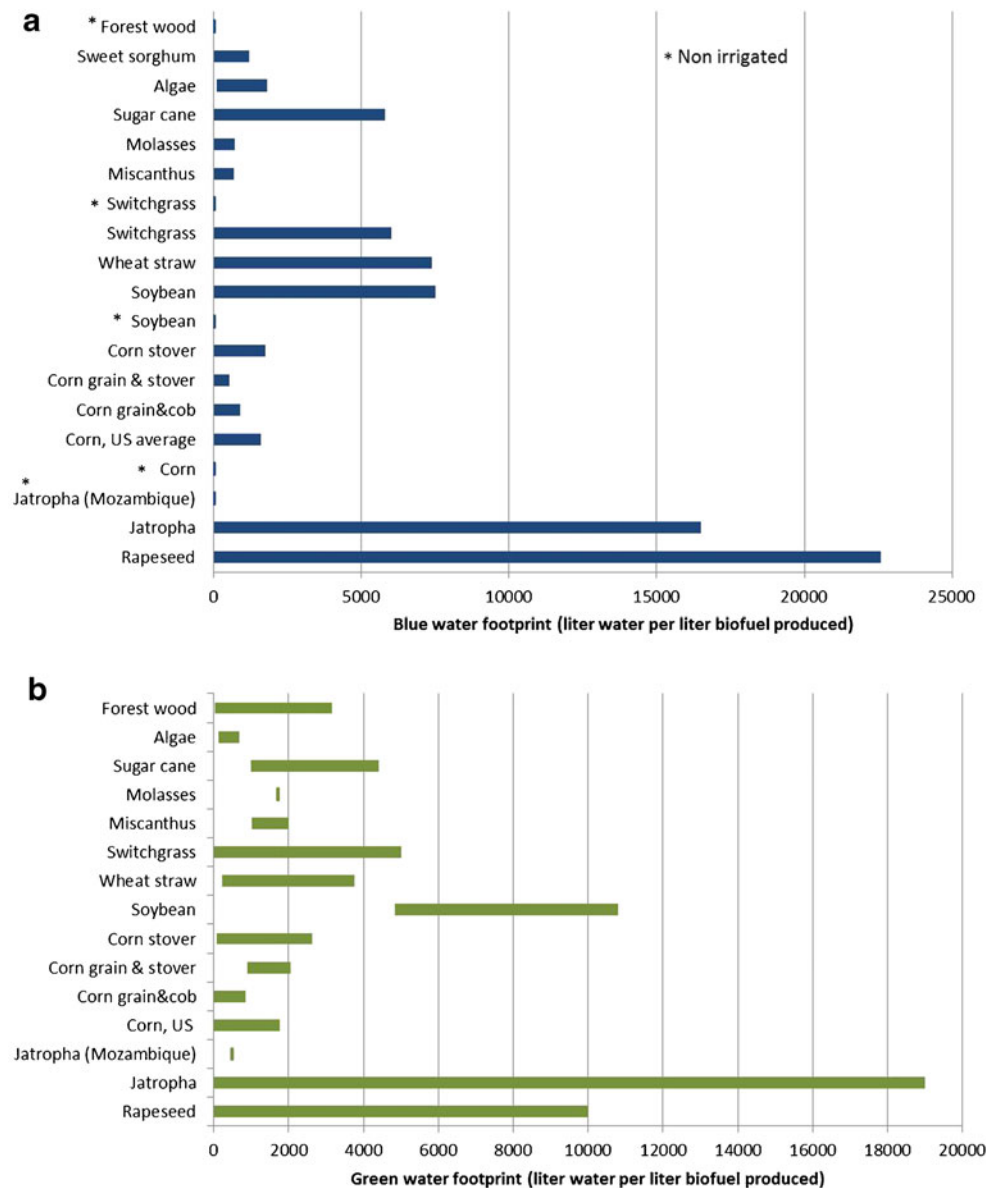 a
* Forest wood
* Non irrigated
Sweet sorghum
Algae
Sugar cane
Molasses
Miscanthus
* Switchgrass
Switchgrass
Wheat straw
Soybean
* Soybean
Corn stover
Corn grain & stover
Corn grain&cob
Corn, US average
* Corn
*
Jatropha (Mozambique)
Jatropha
Rapeseed
0 5000 10000 15000 20000 25000
Blue water footprint (liter water per liter biofuel produced)
b
Forest wood
Algae
Sugar cane
Molasses
Miscanthus
Switchgrass
Wheat straw
Soybean
Corn stover
Corn grain & stover
Corn grain&cob
Corn, US
Jatropha (Mozambique)
Jatropha
Rapeseed
0 2000 4000 6000 8000 10000 12000 14000 16000 18000 20000
Green water footprint (liter water per liter biofuel produced)